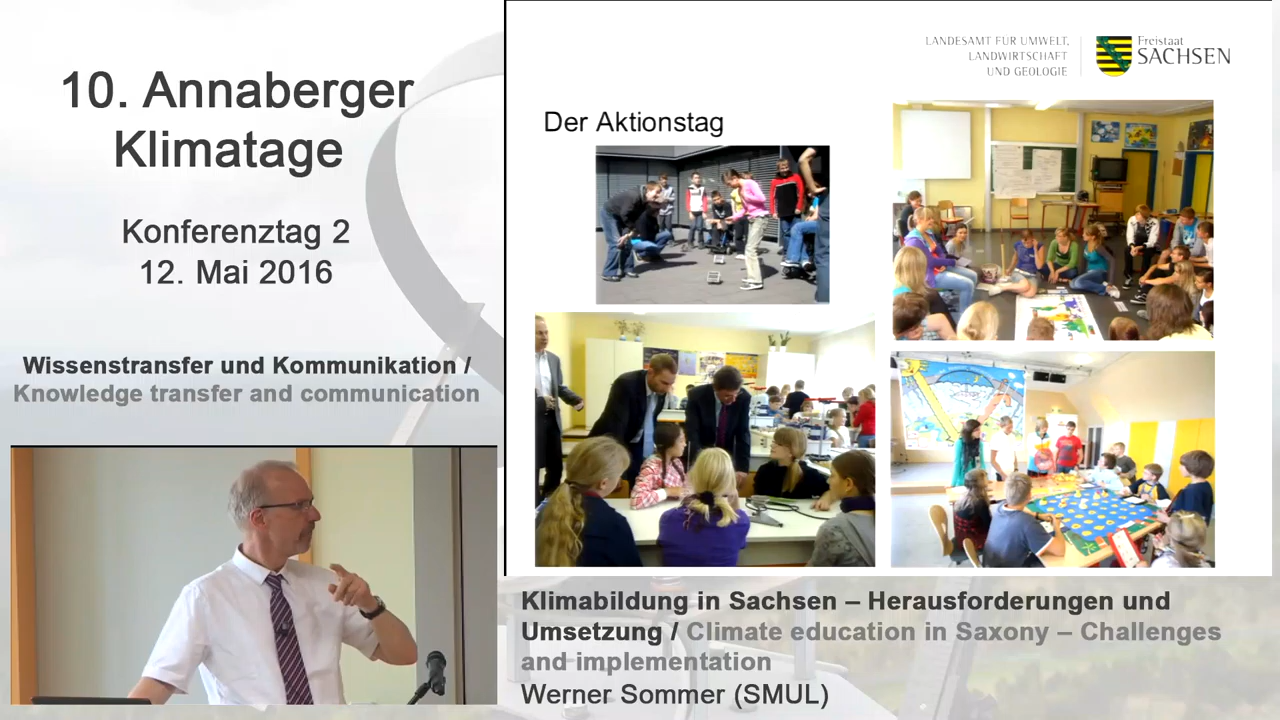 10. Annaberger
Klimatage
Konferenztag 2
12. Mai 2016
Wissenstransfer und Kommunikation /
Knowledge transfer and communication
LANDESAMT FÜR UMWELT,
LANDWIRTSCHAFT
UND GEOLOGIE
Freistaat
SACHSEN
Der Aktionstag
Klimabildung in Sachsen – Herausforderungen und
Umsetzung / Climate education in Saxony – Challenges
and implementation
Werner Sommer (SMUL)